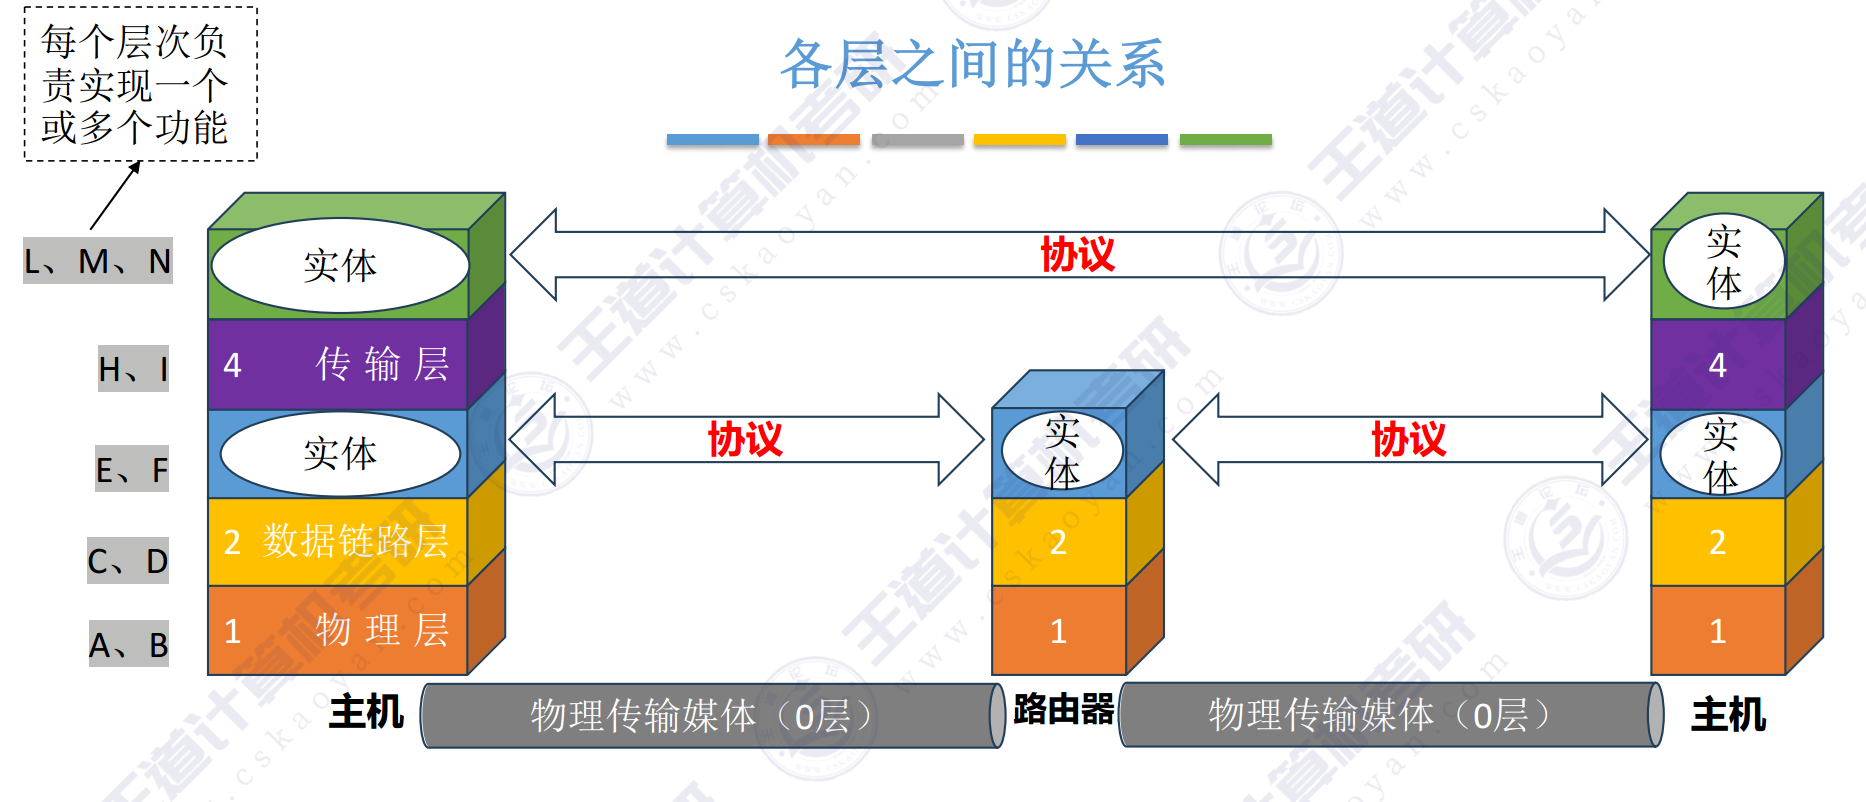 每个层次负
责实现一个
或多个功能
各层之间的关系
L、M、N
H、I
E、F
C、D
A、B
实体
4 传输层
实体
2 数据链路层
1 物理层
主机
协议
协议
协议
实
体
2
1
路由器
实
体
4
实
体
2
1
主机
物理传输媒体（0层）
物理传输媒体（0层）
王道计算机考研
www.cskaoyan.com